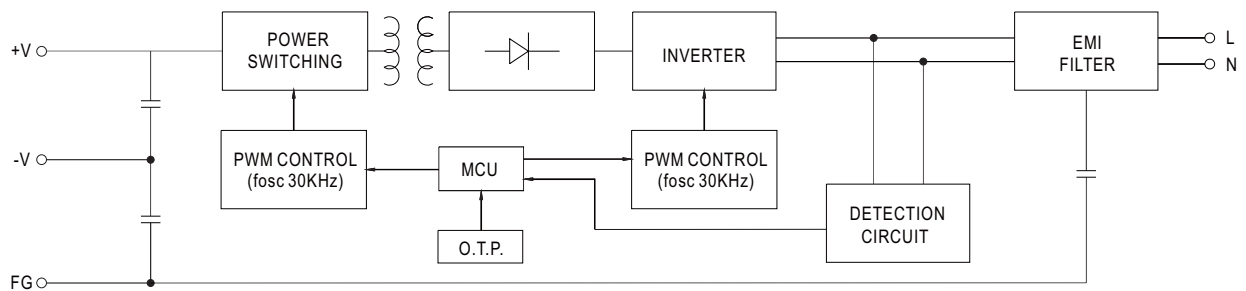 +V
POWER
SWITCHING
INVERTER
EMI
FILTER
L
N
-V
PWM CONTROL
(fosc 30KHz)
MCU
PWM CONTROL
(fosc 30KHz)
O.T.P.
DETECTION
CIRCUIT
FG